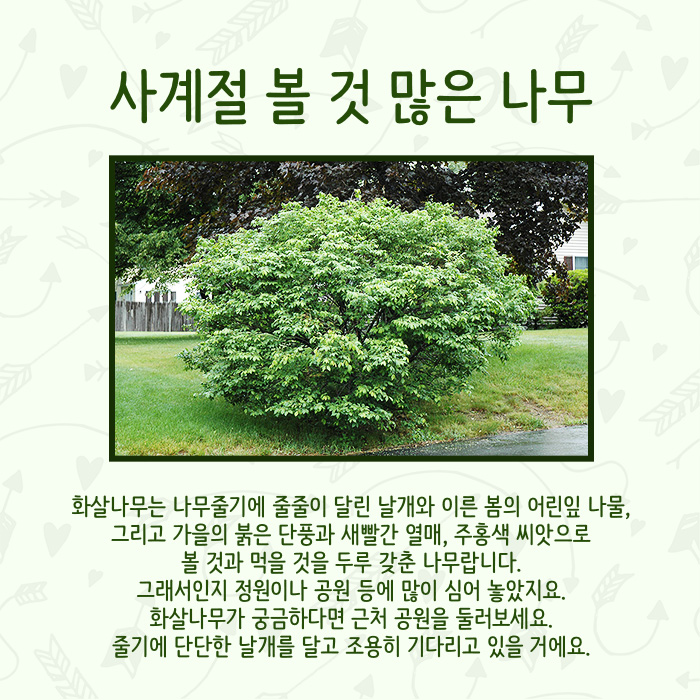 사계절 볼 것 많은 나무
화살나무는 나무줄기에 줄줄이 달린 날개와 이른 봄의 어린잎 나물,
그리고 가을의 붉은 단풍과 새빨간 열매, 주홍색 씨앗으로
볼 것과 먹을 것을 두루 갖춘 나무랍니다.
그래서인지 정원이나 공원 등에 많이 심어 놓았지요.
화살나무가 궁금하다면 근처 공원을 둘러보세요.
줄기에 단단한 날개를 달고 조용히 기다리고 있을 거에요.